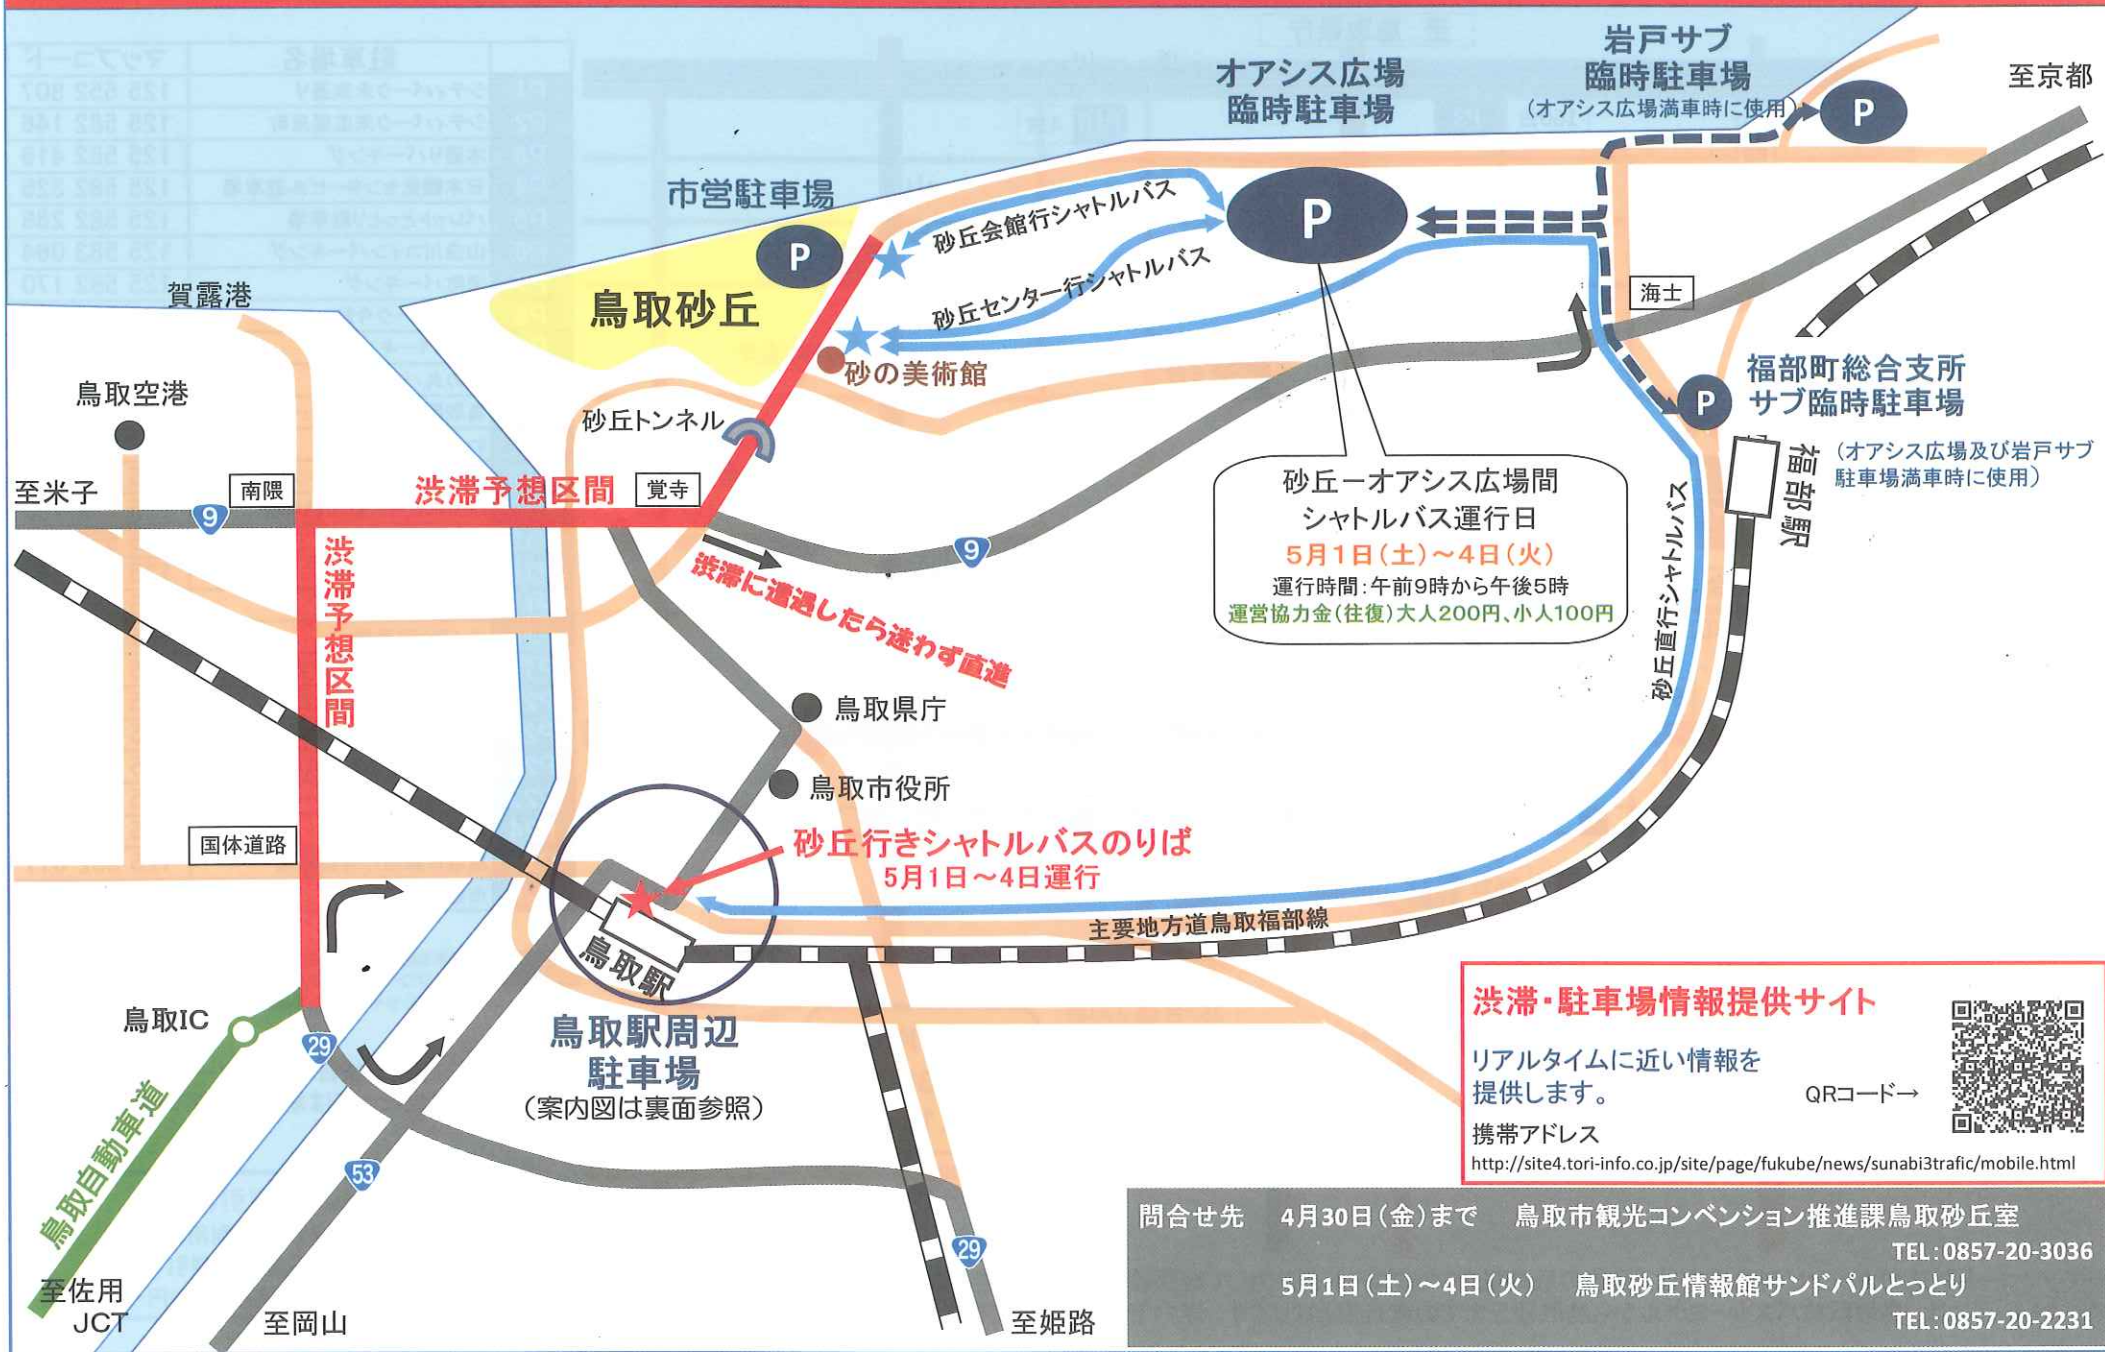 岩戸サブ
臨時駐車場
(オアシス広場満車時に使用)
オアシス広場
臨時駐車場
至京都
P
市営駐車場
P
P
砂丘会館行シャトルバス
砂丘センター行シャトルバス
賀露港
鳥取砂丘
海士
砂の美術館
福部町総合支所
サブ臨時駐車場
P
(オアシス広場及び岩戸サブ
駐車場満車時に使用)
福部駅
鳥取空港
砂丘トンネル
至米子
9
南隈
渋滞予想区間
覚寺
渋滞予想区間
9
渋滞に遭遇したら迷わず直進
砂丘ーオアシス広場間
シャトルバス運行日
5月1日(土)~4日(火)
運行時間:午前9時から午後5時
運営協力金(往復)大人200円、小人100円
砂丘直行シャトルバス
鳥取県庁
鳥取市役所
国体道路
砂丘行きシャトルバスのりば
5月1日~4日運行
主要地方道鳥取福部線
鳥取駅
鳥取IC
29
鳥取駅周辺
駐車場
(案内図は裏面参照)
鳥取自動車道
53
29
至佐用
JCT
至岡山
至姫路
渋滞・駐車場情報提供サイト
リアルタイムに近い情報を
提供します。
QRコード→
携帯アドレス
http://site4.tori-info.co.jp/site/page/fukube/news/sunabi3trafic/mobile.html
問合せ先 4月30日(金)まで 鳥取市観光コンベンション推進課鳥取砂丘室
TEL:0857-20-3036
5月1日(土)~4日(火) 鳥取砂丘情報館サンドパルとっとり
TEL:0857-20-2231